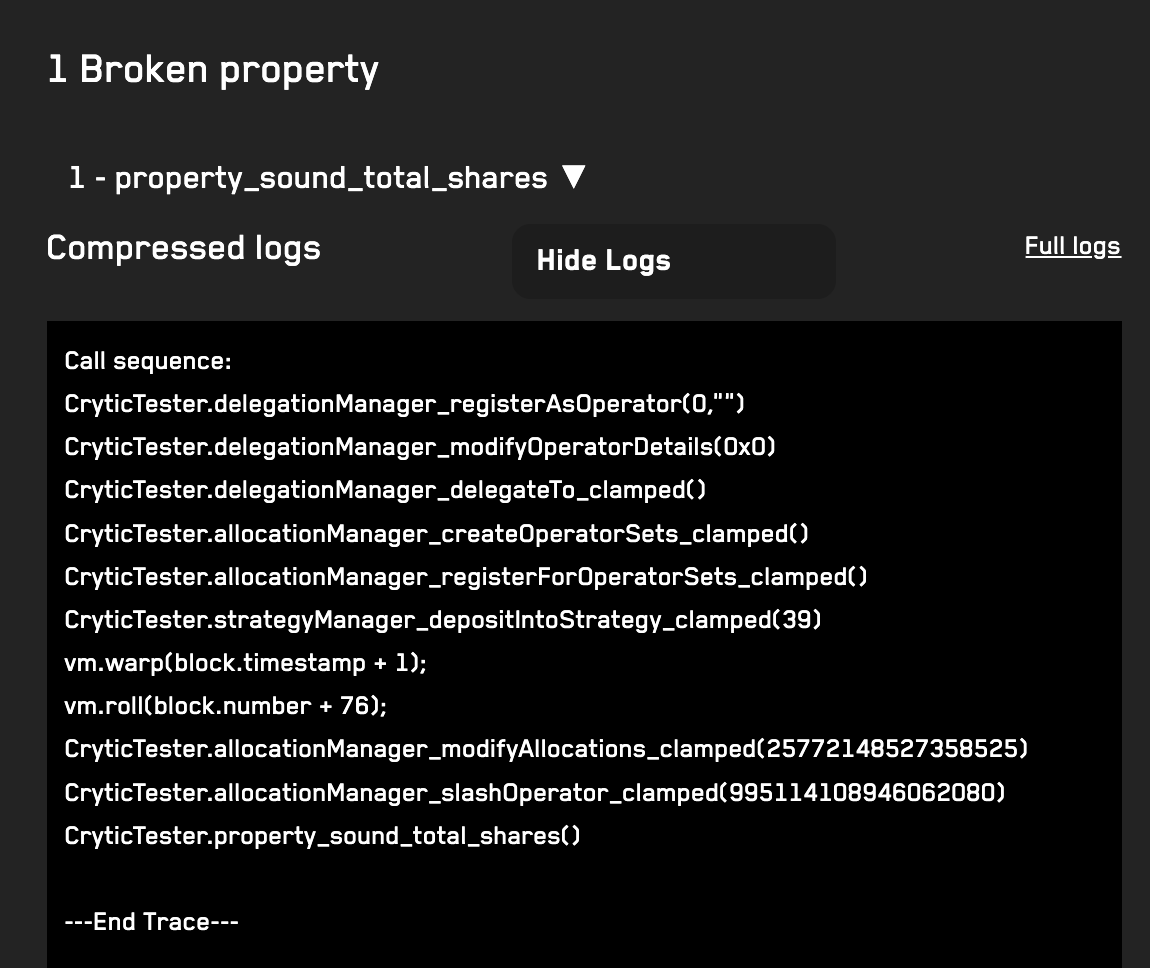 1 Broken property
1 - property_sound_total_shares ▼
Compressed logs
Hide Logs
Full logs
Call sequence:
CryticTester.delegationManager_registerAsOperator(0,"")
CryticTester.delegationManager_modifyOperatorDetails(0x0)
CryticTester.delegationManager_delegateTo_clamped()
CryticTester.allocationManager_createOperatorSets_clamped()
CryticTester.allocationManager_registerForOperatorSets_clamped()
CryticTester.strategyManager_depositIntoStrategy_clamped(39)
vm.warp(block.timestamp + 1);
vm.roll(block.number + 76);
CryticTester.allocationManager_modifyAllocations_clamped(25772148527358525)
CryticTester.allocationManager_slashOperator_clamped(995114108946062080)
CryticTester.property_sound_total_shares()
---End Trace---